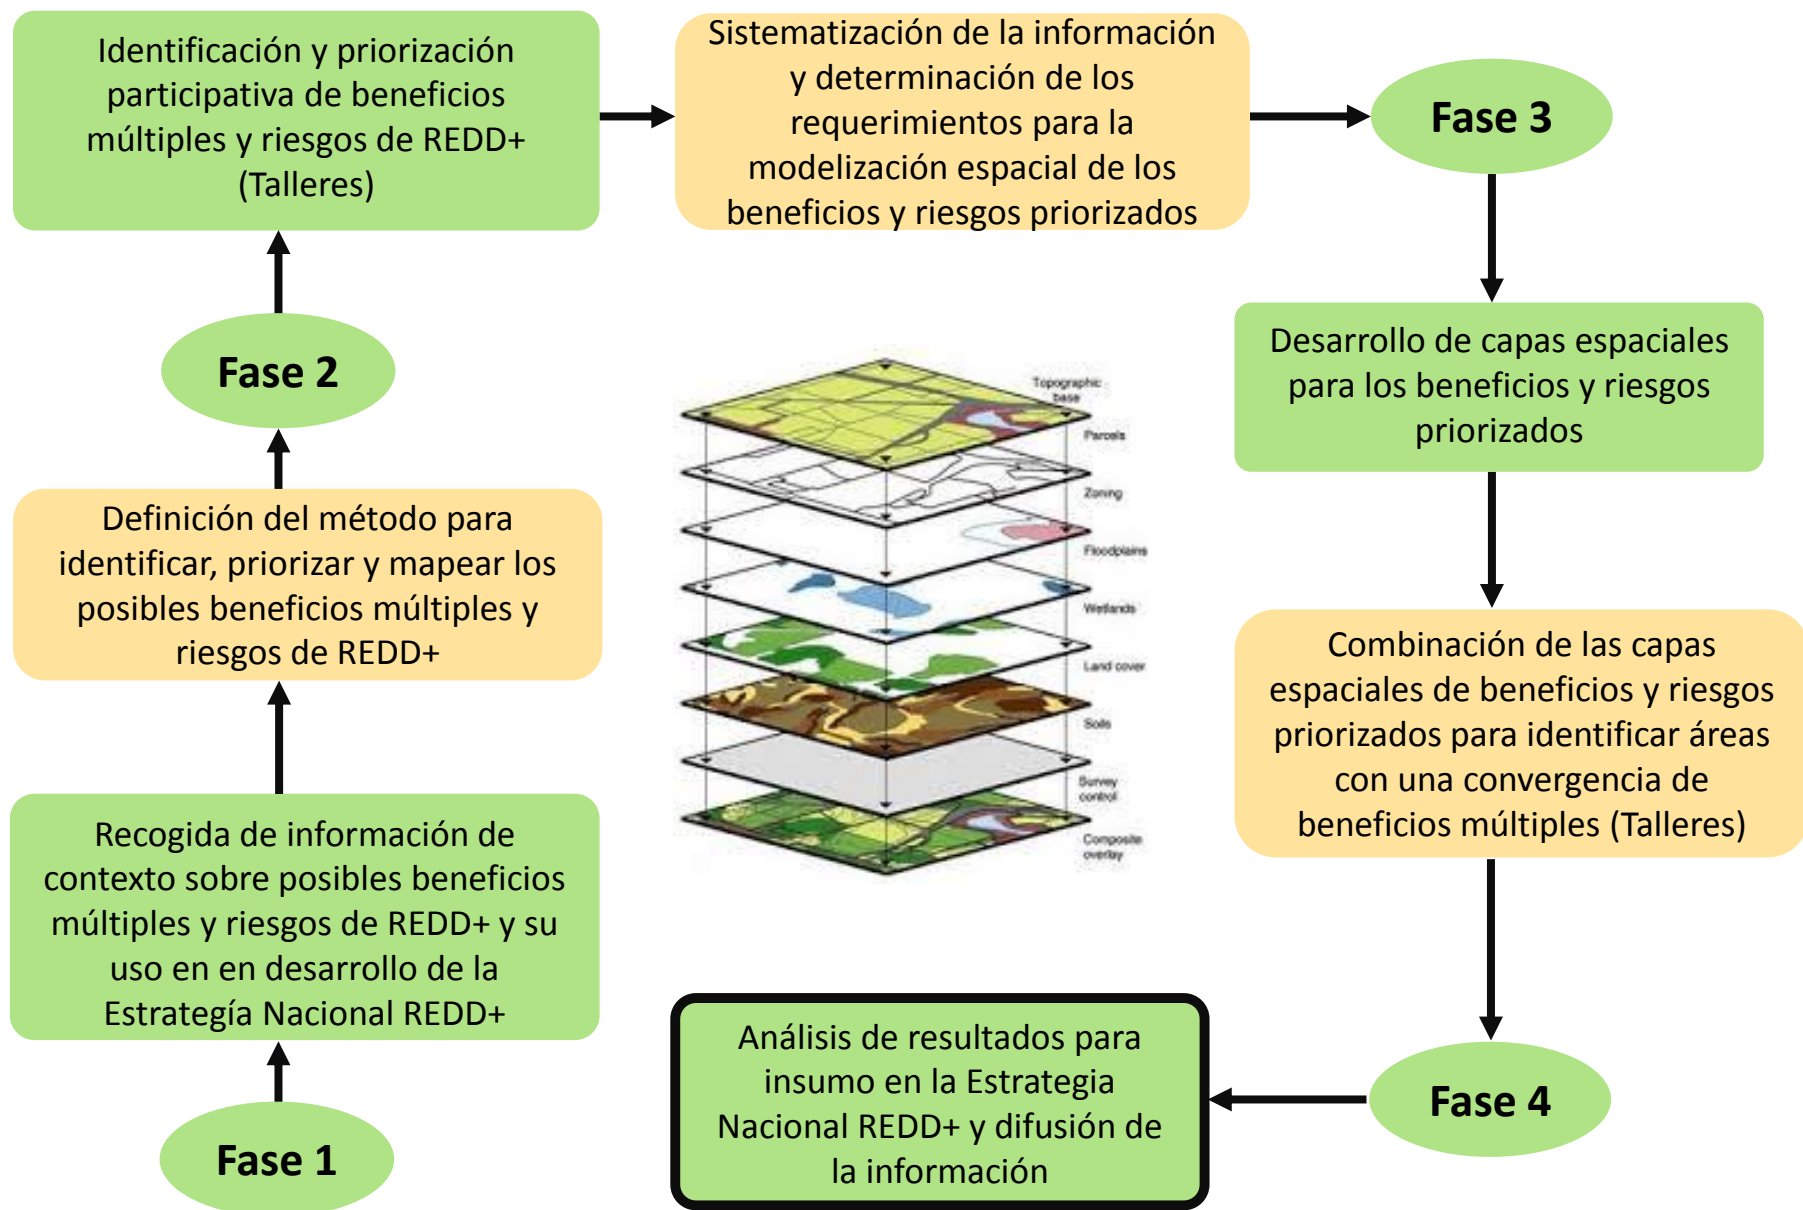 Identificación y priorización
participativa de beneficios
múltiples y riesgos de REDD+
(Talleres)
Sistematización de la información
y determinación de los
requerimientos para la
modelización espacial de los
beneficios y riesgos priorizados
Fase 3
Fase 2
Desarrollo de capas espaciales
para los beneficios y riesgos
priorizados
Topographic
base
Parcels
Zoning
Floodplains
Wetlands
Land cover
Soils
Survey
control
Composite
overlay
Definición del método para
identificar, priorizar y mapear los
posibles beneficios múltiples y
riesgos de REDD+
Combinación de las capas
espaciales de beneficios y riesgos
priorizados para identificar áreas
con una convergencia de
beneficios múltiples (Talleres)
Recogida de información de
contexto sobre posibles beneficios
múltiples y riesgos de REDD+ y su
uso en en desarrollo de la
Estrategía Nacional REDD+
Análisis de resultados para
insumo en la Estrategia
Nacional REDD+ y difusión de
la información
Fase 4
Fase 1